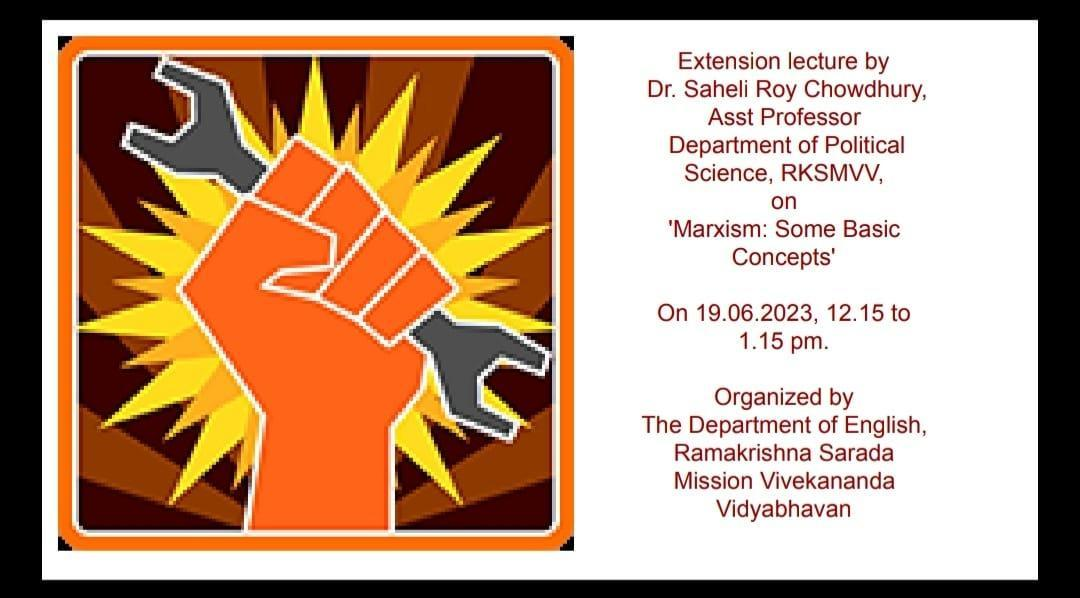 Extension lecture by
Dr. Saheli Roy Chowdhury,
Asst Professor
Department of Political
Science, RKSMVV,
on
'Marxism: Some Basic
Concepts'
On 19.06.2023, 12.15 to
1.15 pm.
Organized by
The Department of English,
Ramakrishna Sarada
Mission Vivekananda
Vidyabhavan